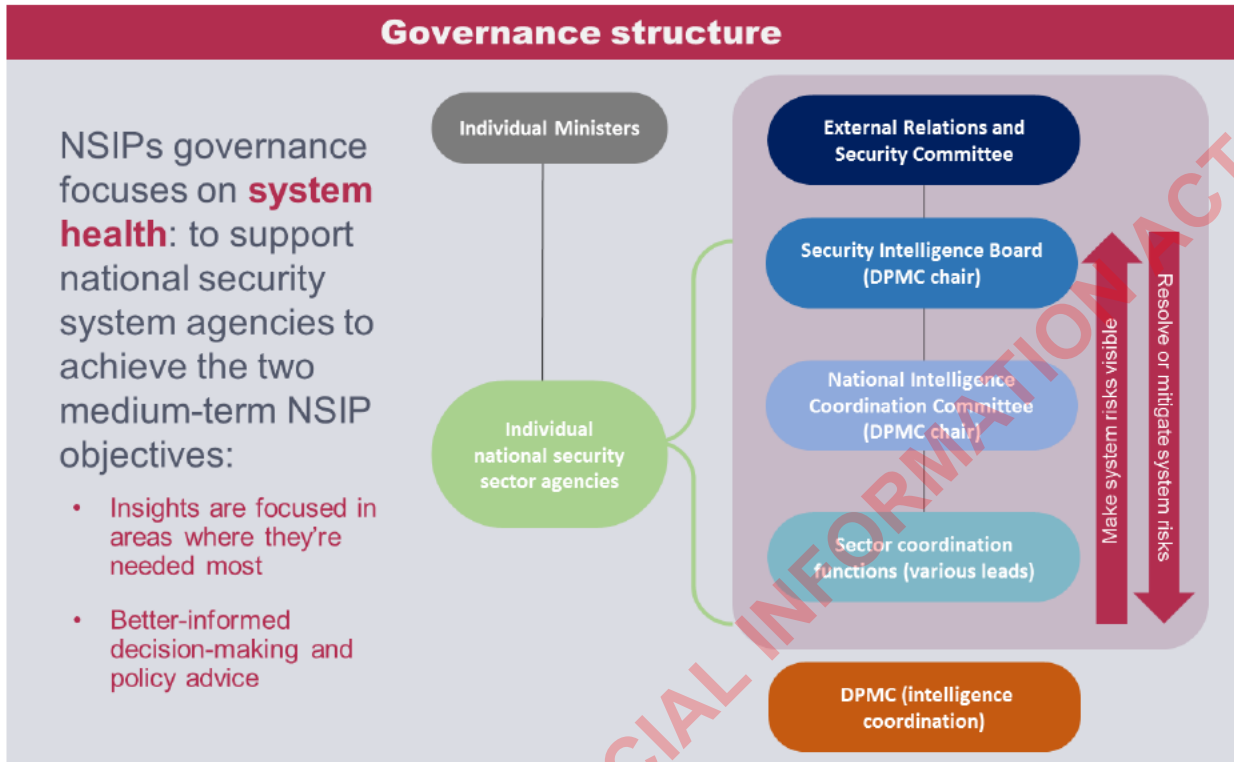 Governance structure
NSIPs governance
focuses on system
health: to support
national security
system agencies to
achieve the two
medium-term NSIP
objectives:
• Insights are focused in
areas where they're
needed most
• Better-informed
decision-making and
policy advice
Individual Ministers
Individual
national security
sector agencies
External Relations and
Security Committee
Security Intelligence Board
(DPMC chair)
National Intelligence
Coordination Committee
(DPMC chair)
Sector coordination
functions (various leads)
DPMC (intelligence
coordination)
Make system risks visible
Resolve or mitigate system risks
INFORMATION ACT